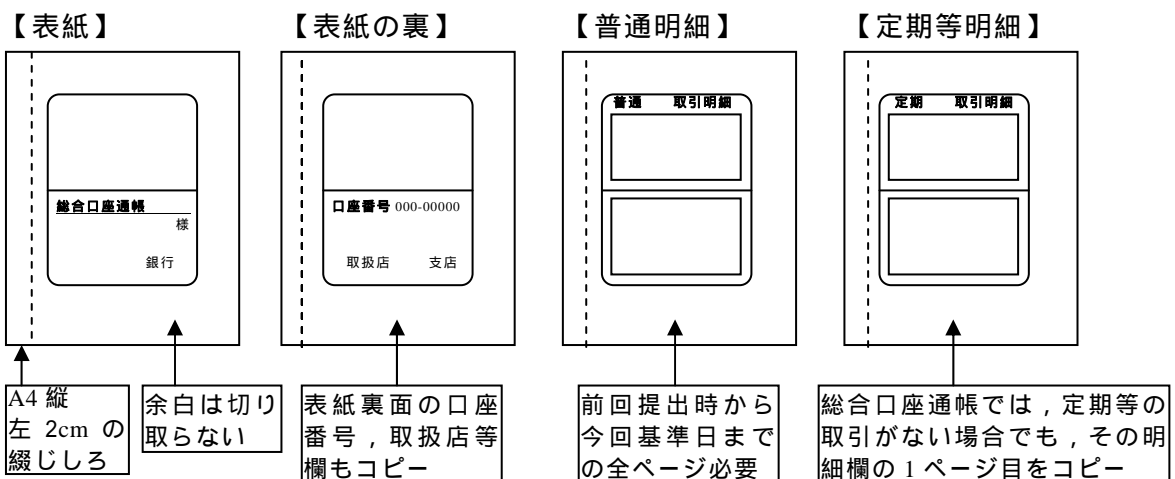 【表紙】
総合口座通帳
様
銀行
A4 縦
左 2cm の
綴じしろ
余白は切り
取らない
【表紙の裏】
口座番号 000-00000
取扱店 支店
表紙裏面の口座
番号，取扱店等
欄もコピー
【普通明細】
普通 取引明細
前回提出時から
今回基準日まで
の全ページ必要
【定期等明細】
定期 取引明細
総合口座通帳では，定期等の
取引がない場合でも，その明
細欄の 1 ページ目をコピー